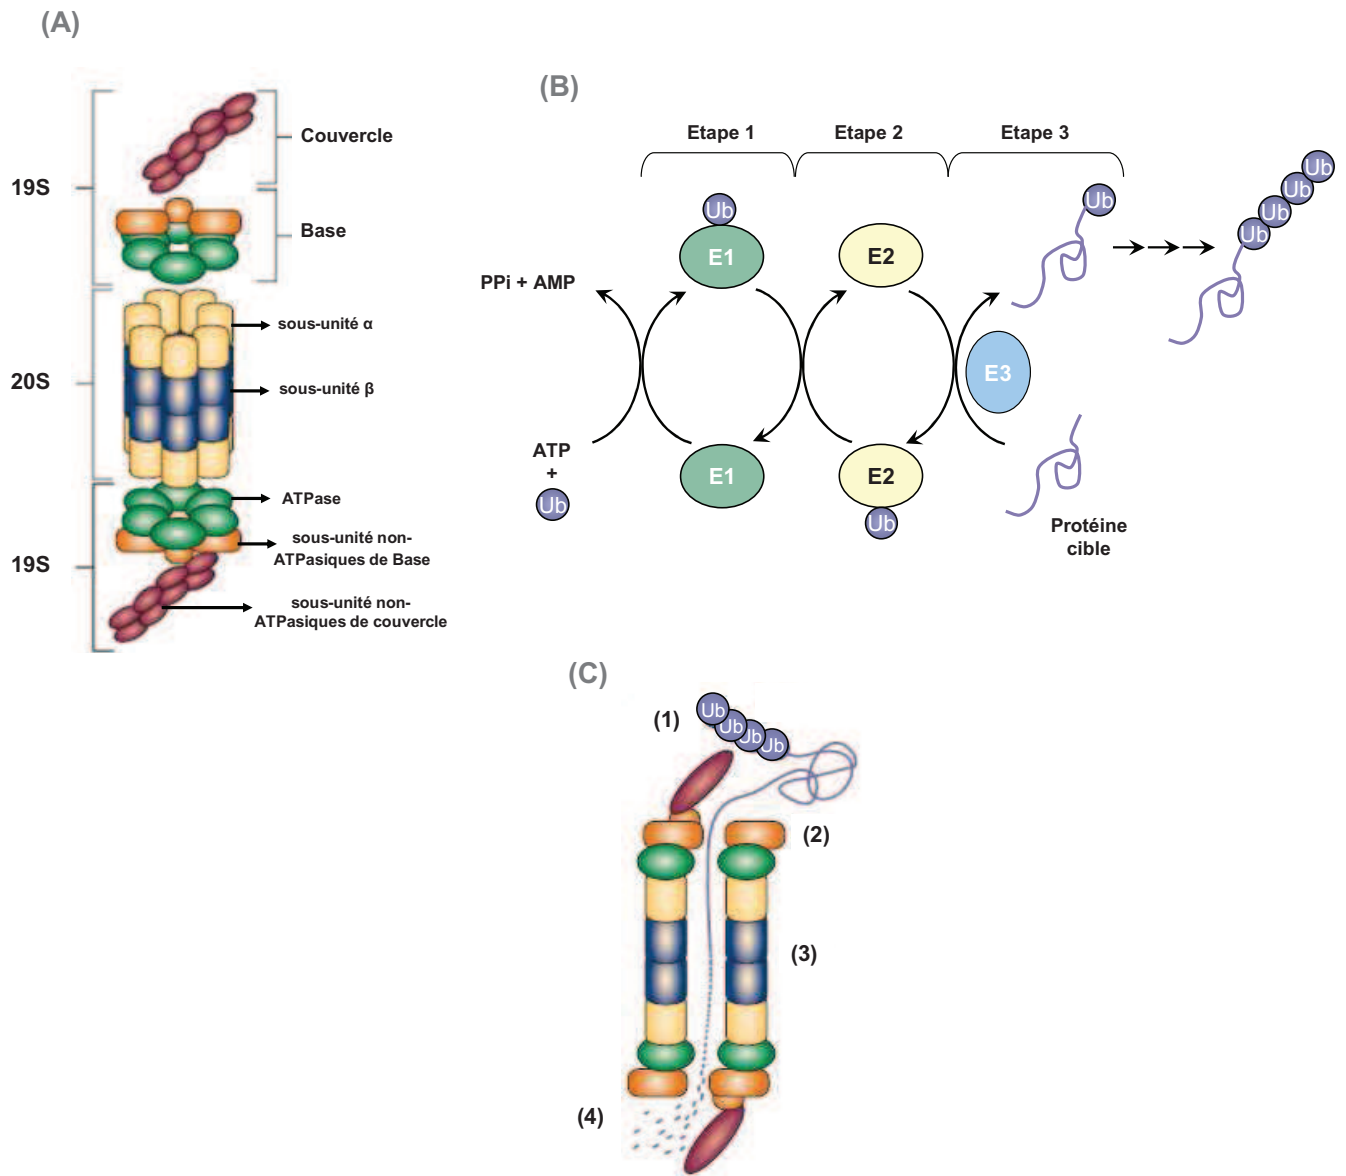 (A)
19S
Couvercle
Base
20S
sous-unité α
sous-unité β
19S
ATPase
sous-unité non-
ATPasiques de Base
sous-unité non-
ATPasiques de couvercle
(B)
Etape 1
Etape 2
Etape 3
Ub
E1
E2
Ub
Ub
Ub
Ub
Ub
PPi + AMP
E3
ATP
+
Ub
E1
E2
Ub
Protéine
cible
(C)
(1)
Ub
Ub
Ub
Ub
(2)
(3)
(4)